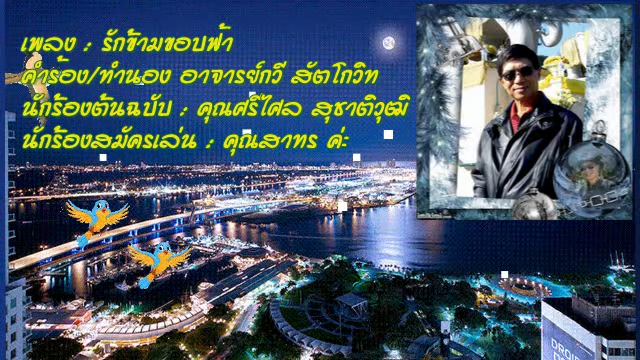 เพลง : รักข้ามขอบฟ้า
คำร้อง/ทำนอง อาจารย์กวี สัตโกวิท
นักร้องต้นฉบับ : คุณศรีไศล สุชาติวุฒิ
นักร้องสมัครเล่น : คุณสาทร ค่ะ